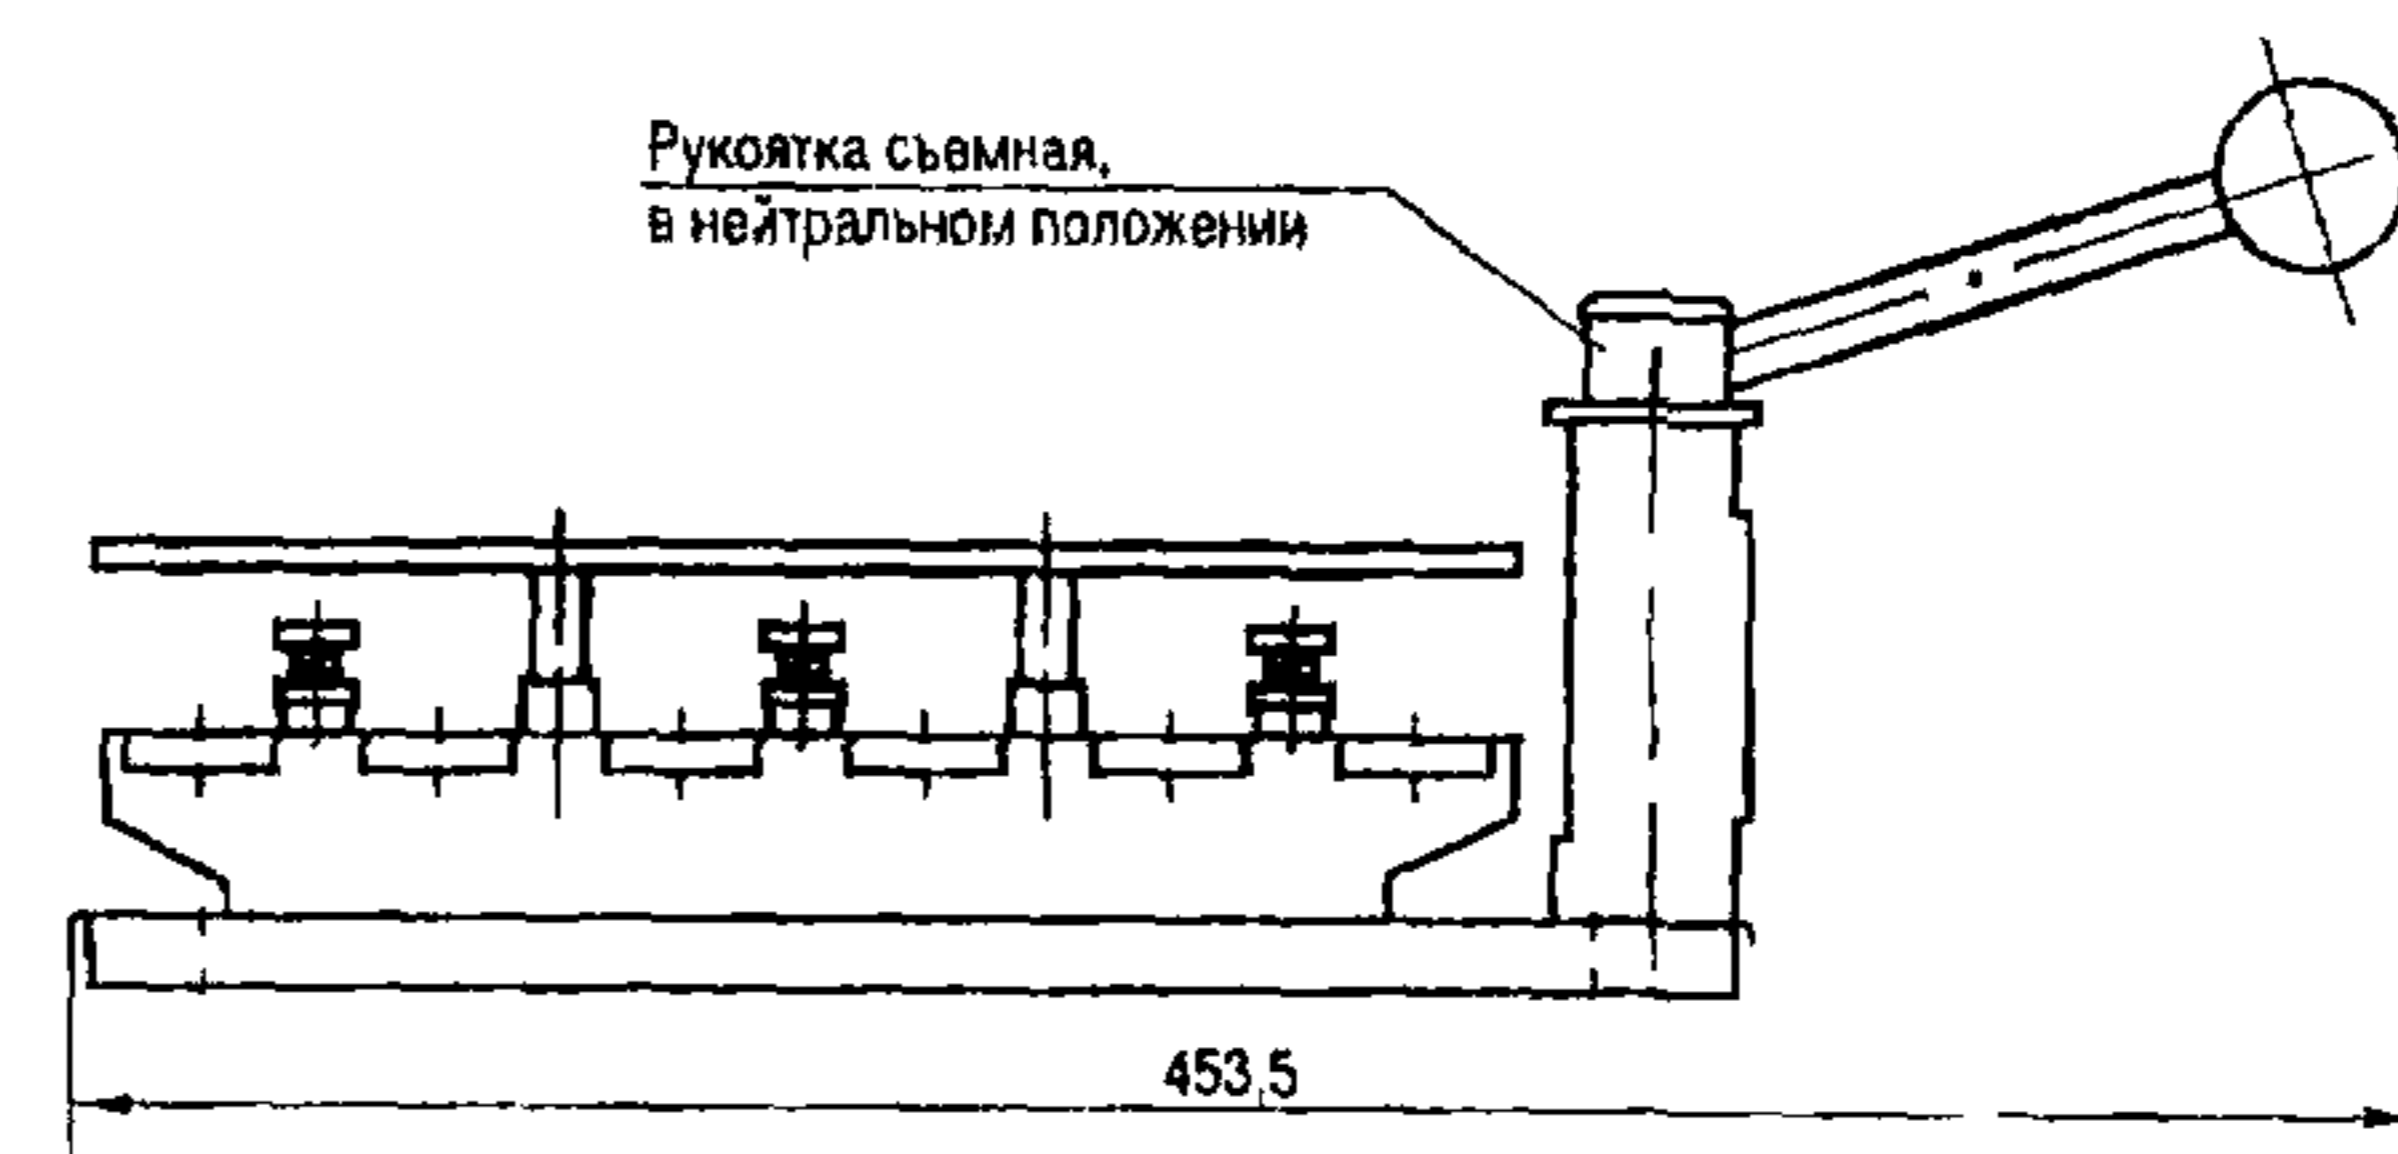 Рукоятка съемная,
в нейтральном положении
453,5